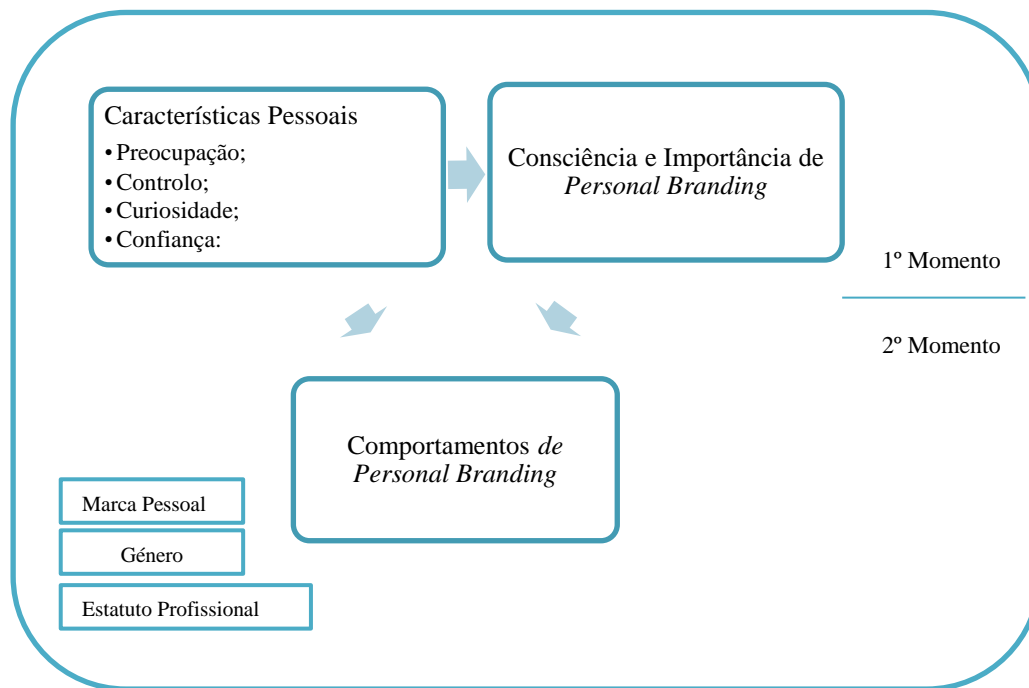 Características Pessoais
• Preocupação;
• Controlo;
• Curiosidade;
• Confiança:
Consciência e Importância de
Personal Branding
1º Momento
2º Momento
Comportamentos de
Personal Branding
Marca Pessoal
Género
Estatuto Profissional